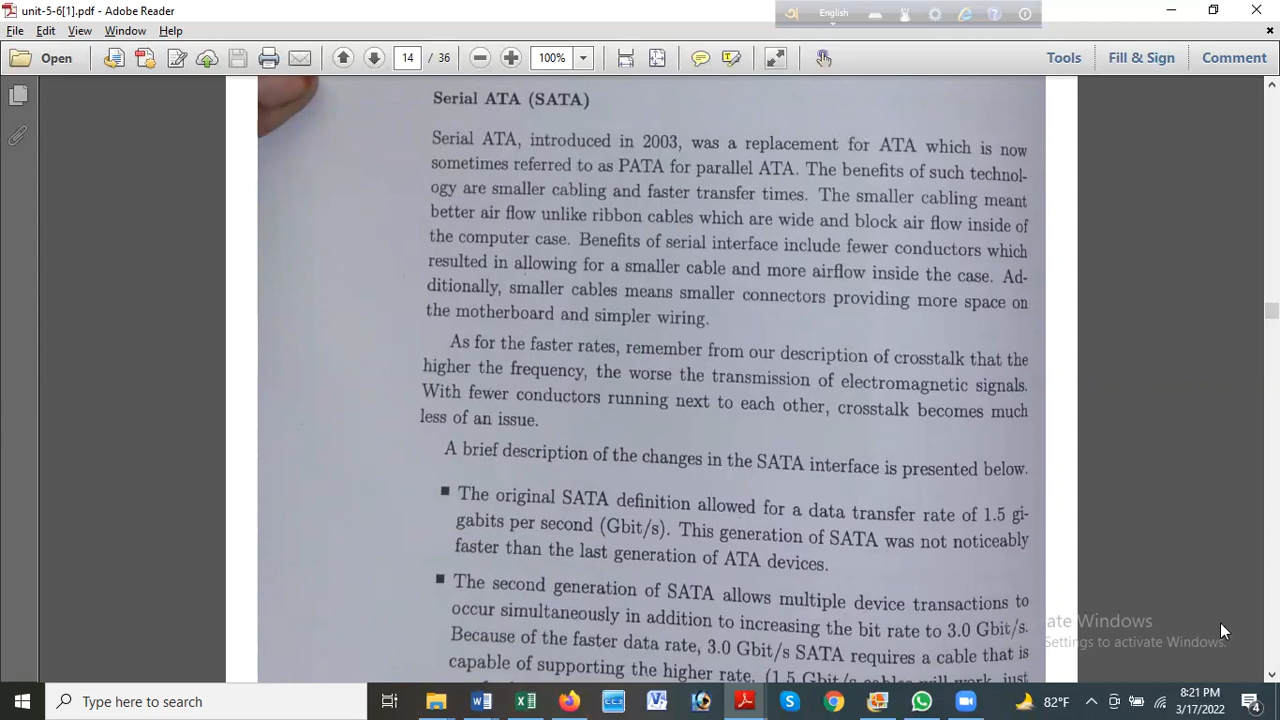 unit-5-6[1].pdf - Adobe Reader
English
File Edit View Window Help
Open
14 / 36
100%
Tools Fill & Sign Comment
Serial ATA (SATA)
Serial ATA, introduced in 2003, was a replacement for ATA which is now
sometimes referred to as PATA for parallel ATA. The benefits of such technol-
ogy are smaller cabling and faster transfer times. The smaller cabling meant
better air flow unlike ribbon cables which are wide and block air flow inside of
the computer case. Benefits of serial interface include fewer conductors which
resulted in allowing for a smaller cable and more airflow inside the case. Ad-
ditionally, smaller cables means smaller connectors providing more space on
the motherboard and simpler wiring.
As for the faster rates, remember from our description of crosstalk that the
higher the frequency, the worse the transmission of electromagnetic signals.
With fewer conductors running next to each other, crosstalk becomes much
less of an issue.
A brief description of the changes in the SATA interface is presented below.
■ The original SATA definition allowed for a data transfer rate of 1.5 gi-
gabits per second (Gbit/s). This generation of SATA was not noticeably
faster than the last generation of ATA devices.
■ The second generation of SATA allows multiple device transactions to
occur simultaneously in addition to increasing the bit rate to 3.0 Gbit/s.
Because of the faster data rate, 3.0 Gbit/s SATA requires a cable that is
capable of supporting the higher rate. (1.5 Gbit/s cables will work, just
ate Windows
Settings to activate Windows.
Type here to search
82°F
8:21 PM
3/17/2022
4